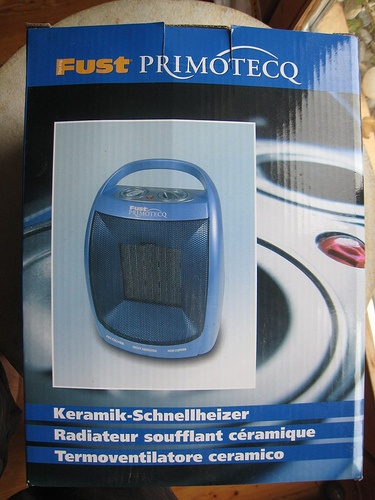 FUST PRIMOTECQ
FUST
PRIMOTECQ
Keramik-Schnellheizer
Radiateur soufflant céramique
Termoventilatore ceramico